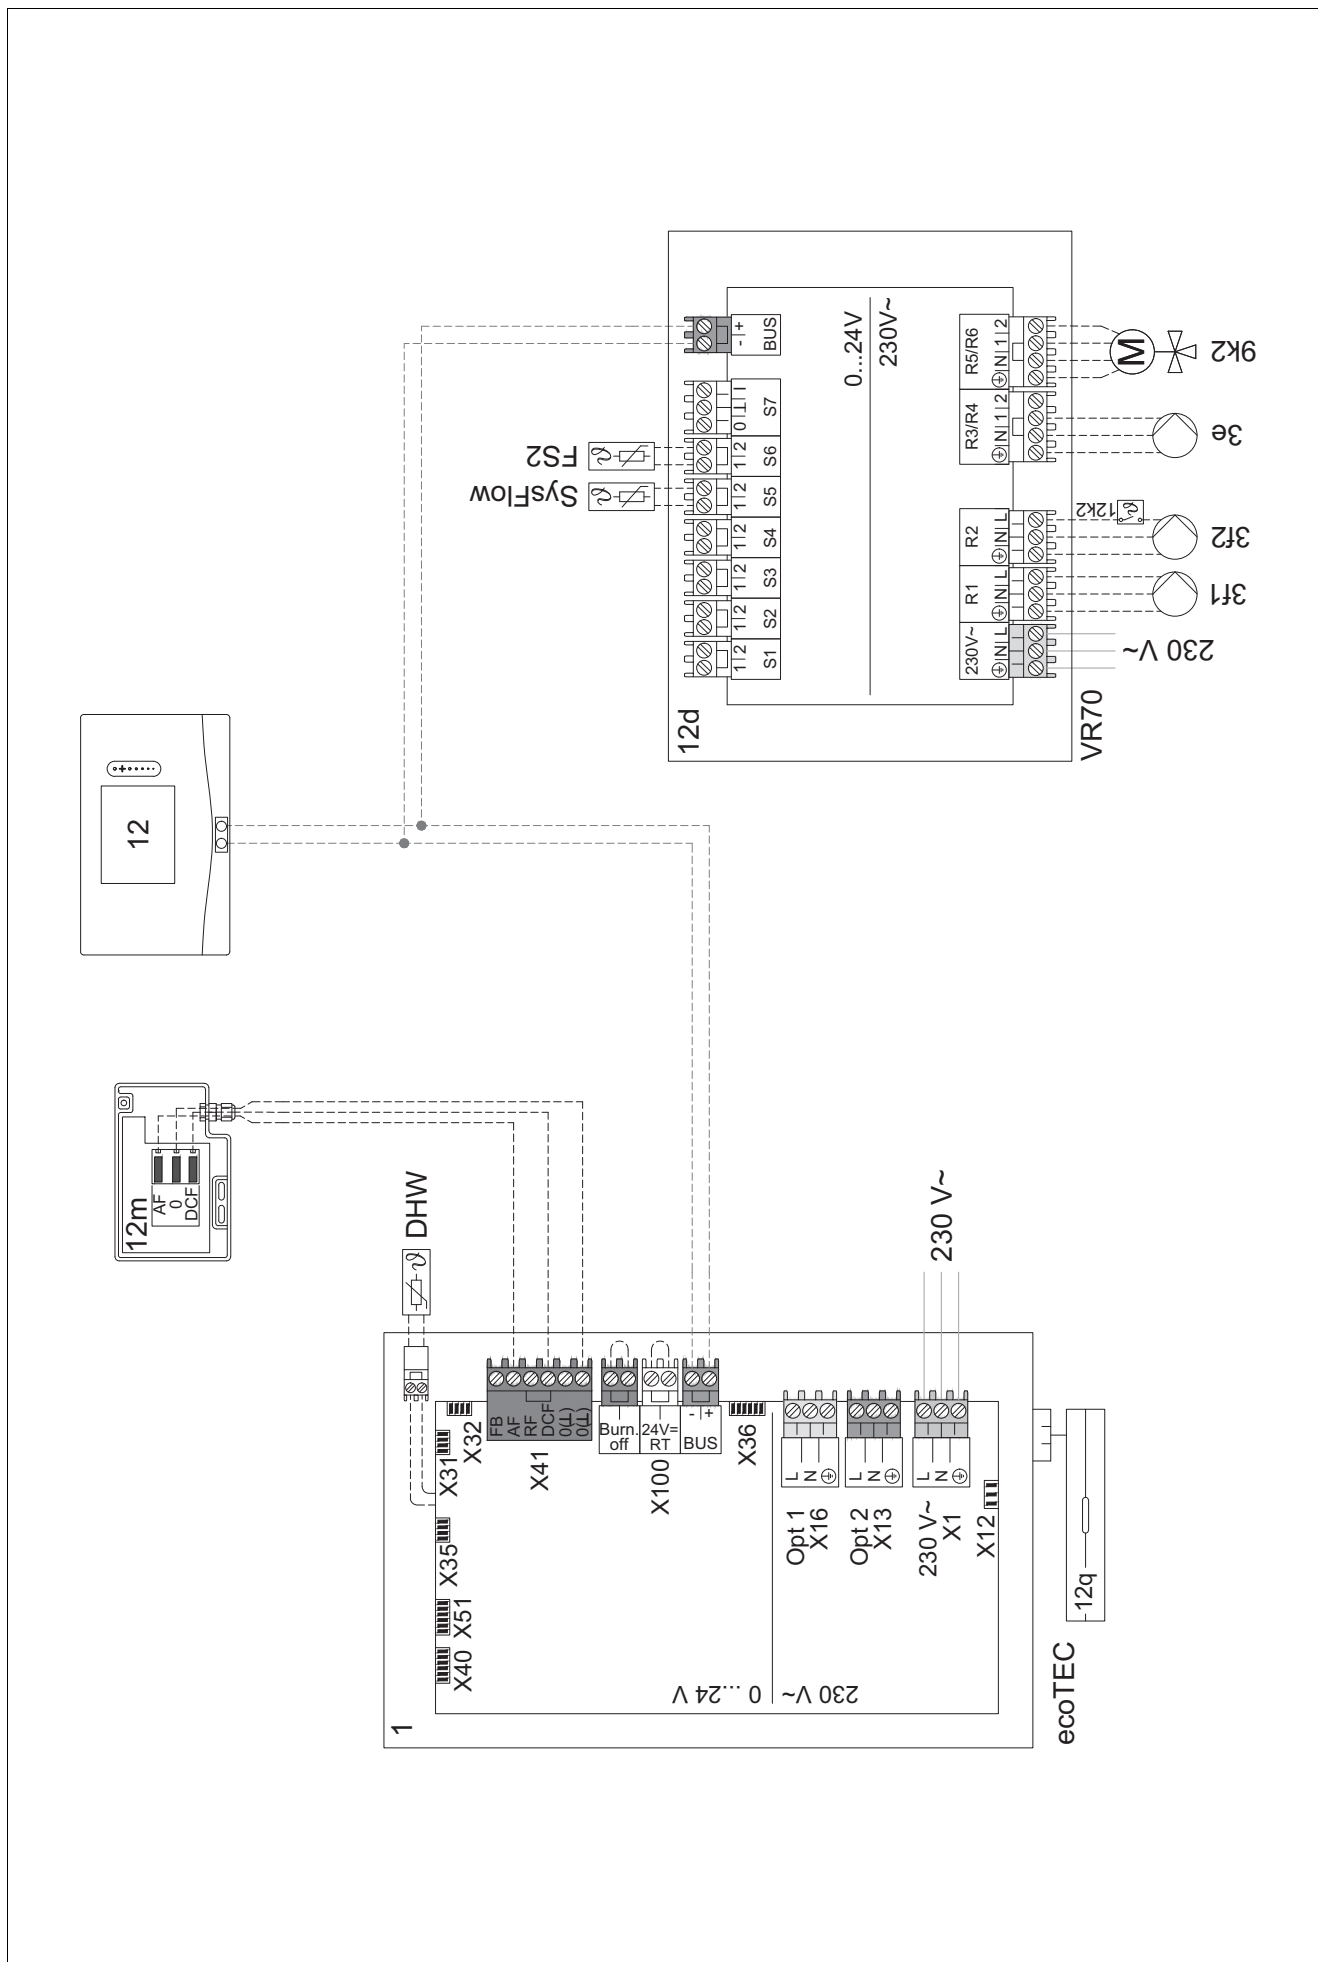 12
12m
AF
0
DCF
DHW
1
X40
X51
X35
X31
X32
FB
AF
RF
DCF
0(⊥)
0(⊥)
X41
Burn.
off
24V=
RT
X100
- | +
BUS
X36
0...24 V
230 V~
L
N
Opt 1
X16
L
N
Opt 2
X13
L
N
230 V~
X1
X12
230 V~
ecoTEC
12q
12d
VR70
- +
BUS
0 ⊥ I
S7
1 2
S6
1 2
S5
1 2
S4
1 2
S3
1 2
S2
1 2
S1
FS2
SysFlow
0...24V
230V~
230V~
N L
R1
N L
R2
N L
R3/R4
N 1 2
R5/R6
N 1 2
M
9k2
3e
12k2
3f2
3f1
230 V~